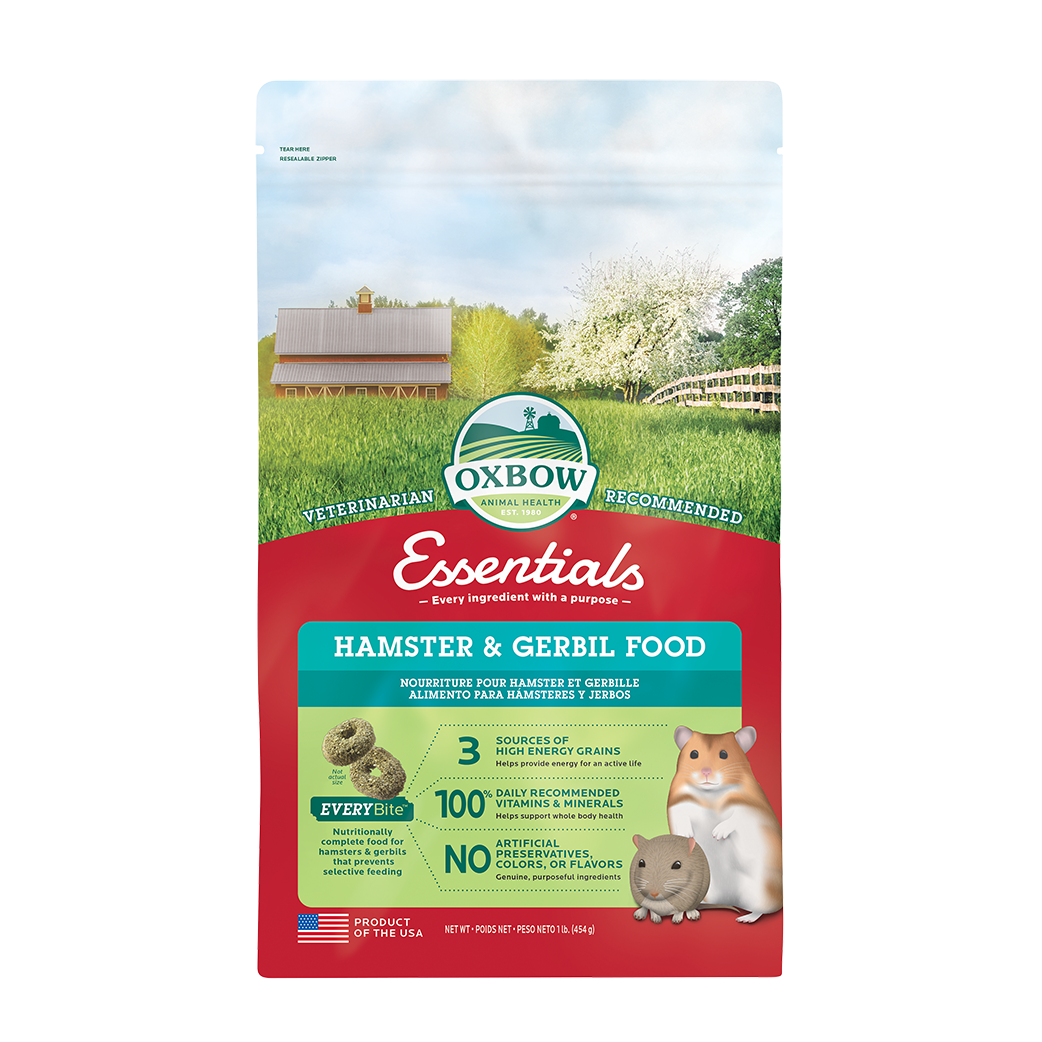 TEAR HERE
RESEALABLE ZIPPER
OXBOW
ANIMAL HEALTH
EST. 1980
®
VETERINARIAN RECOMMENDED
Essentials
— Every ingredient with a purpose —
HAMSTER & GERBIL FOOD
NOURRITURE POUR HAMSTER ET GERBILLE
ALIMENTO PARA HÁMSTERES Y JERBOS
Not
actual
size
EVERYBite™
Nutritionally
complete food for
hamsters & gerbils
that prevents
selective feeding
3 SOURCES OF
HIGH ENERGY GRAINS
Helps provide energy for an active life
100% DAILY RECOMMENDED
VITAMINS & MINERALS
Helps support whole body health
NO ARTIFICIAL
PRESERVATIVES,
COLORS, OR FLAVORS
Genuine, purposeful ingredients
PRODUCT
OF THE USA
NET WT • POIDS NET • PESO NETO 1 lb. (454 g)